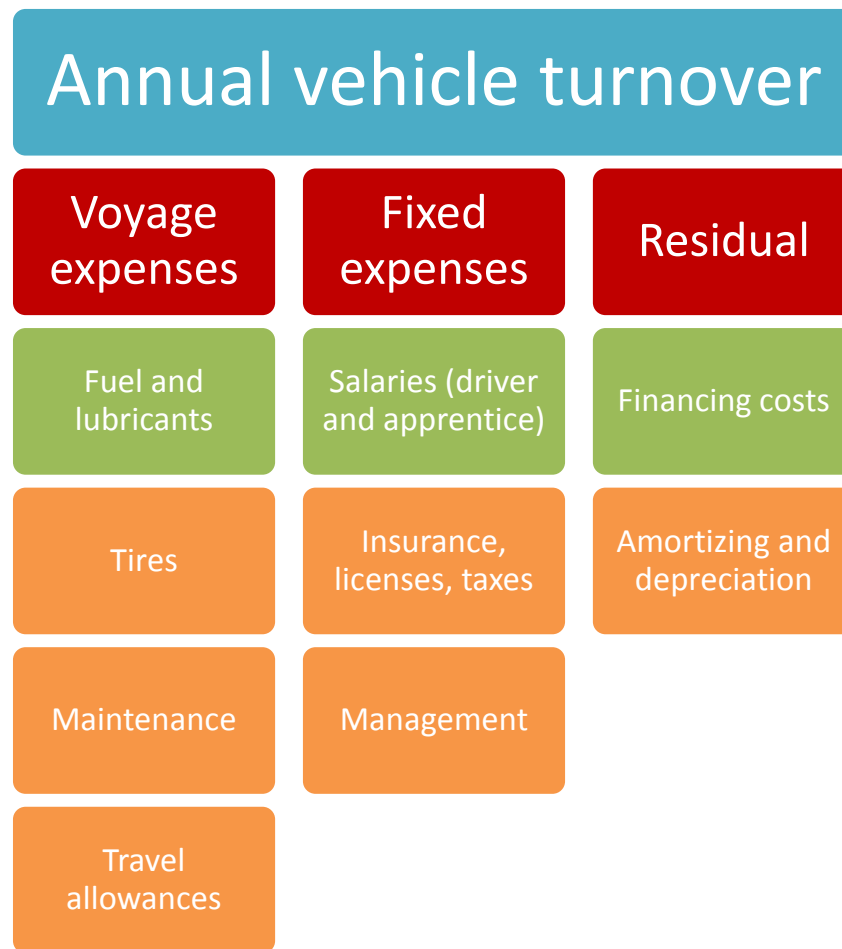 Annual vehicle turnover
Voyage
expenses
Fixed
expenses
Residual
Fuel and
lubricants
Salaries (driver
and apprentice)
Financing costs
Tires
Insurance,
licenses, taxes
Amortizing and
depreciation
Maintenance
Management
Travel
allowances